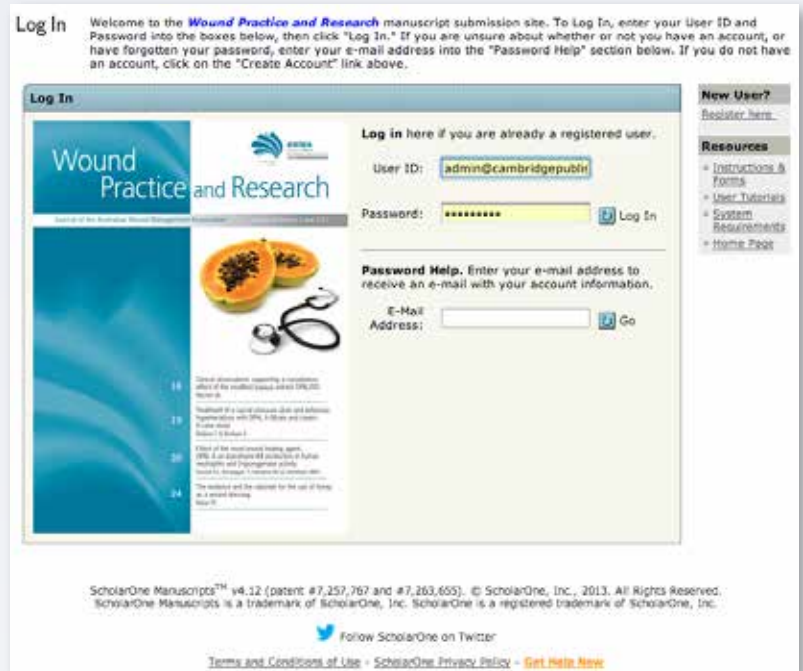 Log In
Welcome to the Wound Practice and Research manuscript submission site. To Log In, enter your User ID and
Password into the boxes below, then click "Log In." If you are unsure about whether or not you have an account, or
have forgotten your password, enter your e-mail address into the "Password Help" section below. If you do not have
an account, click on the "Create Account" link above.
Log In
Wound
Practice and Research
Log in here if you are already a registered user.
User ID: admin@cambridgepublis
Password: •••••••••
Log In
Password Help. Enter your e-mail address to
receive an e-mail with your account information.
E-Mail
Address:
Go
18
19
20
24
New User?
Register here
Resources
Instructions &
Forms
User Tutorials
System
Requirements
Home Page
ScholarOne Manuscripts™ v4.12 (patent #7,257,767 and #7,263,655). © ScholarOne, Inc., 2013. All Rights Reserved.
ScholarOne Manuscripts is a trademark of ScholarOne, Inc. ScholarOne is a registered trademark of ScholarOne, Inc.
Follow ScholarOne on Twitter
Terms and Conditions of Use - ScholarOne Privacy Policy - Get Help Now